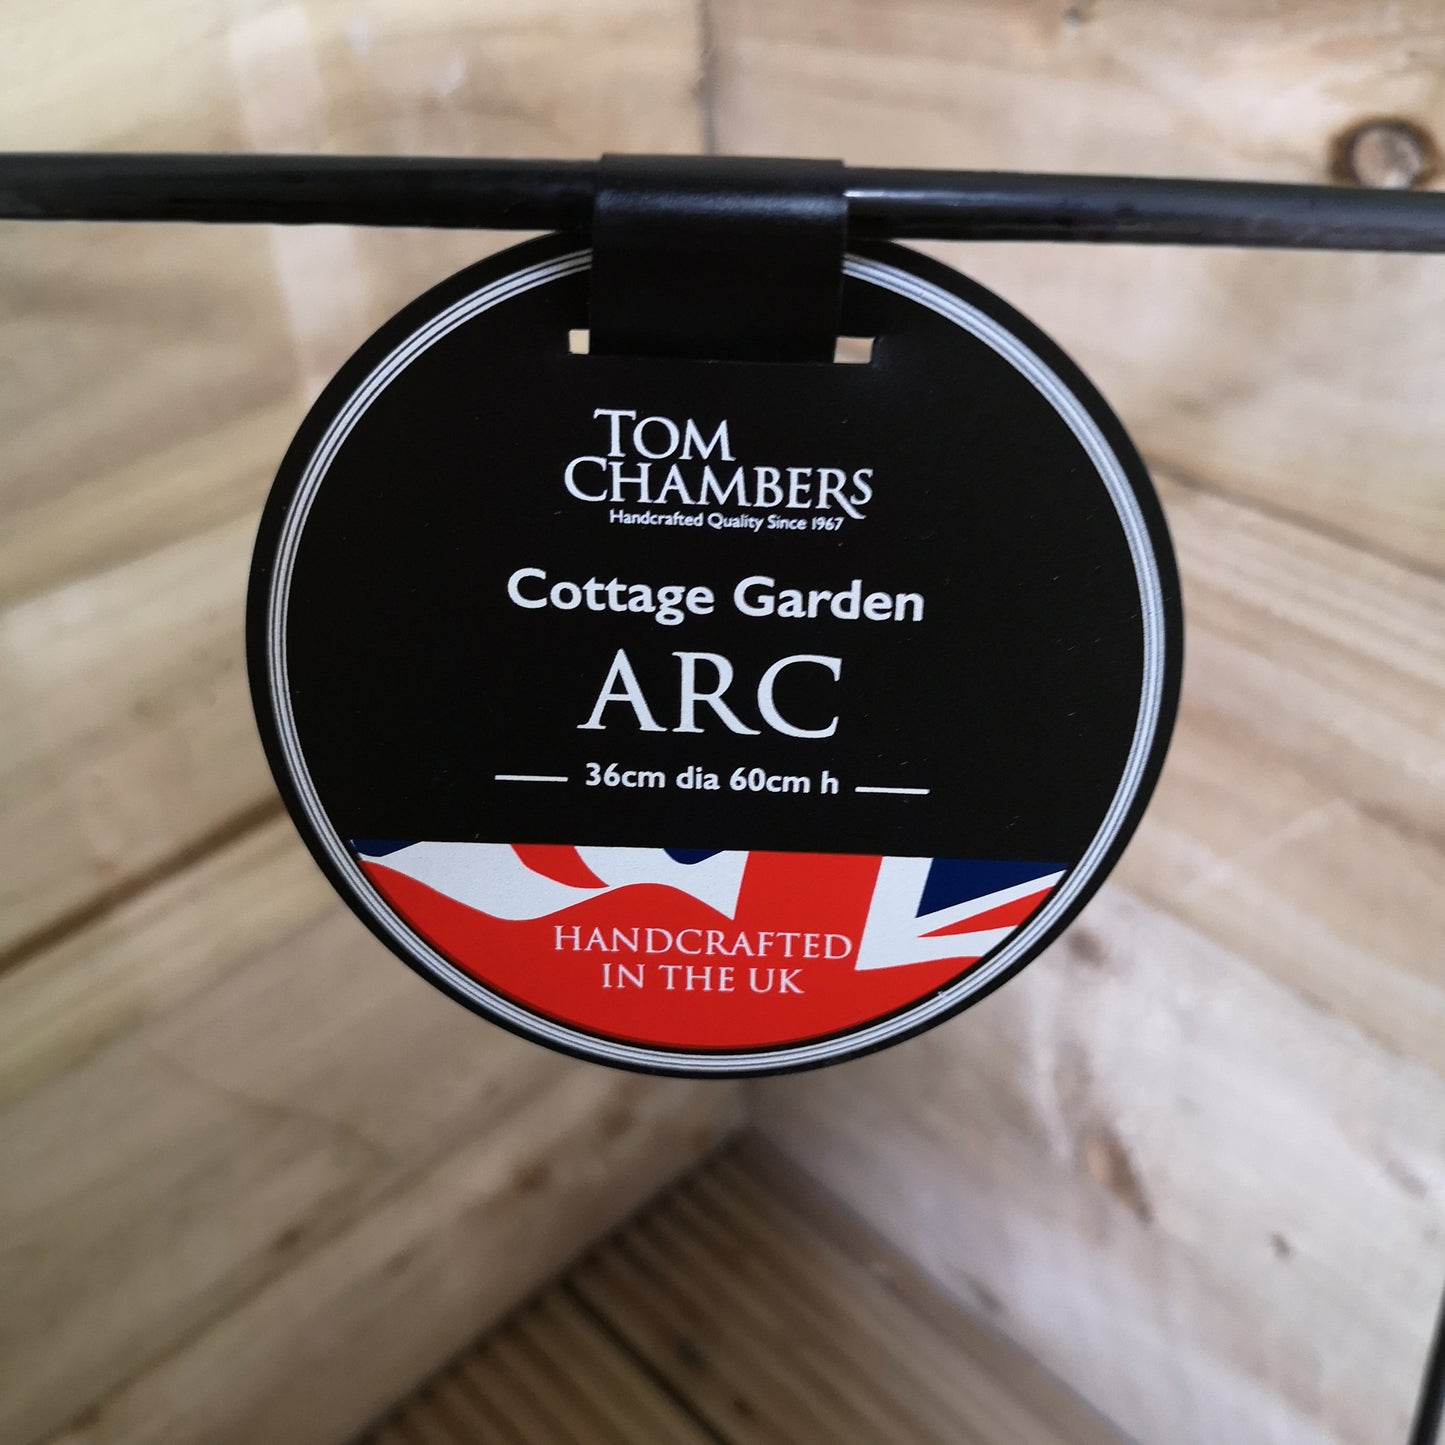 TOM
CHAMBERS
Handcrafted Quality Since 1967
Cottage Garden
ARC
36cm dia 60cm h
HANDCRAFTED
IN THE UK